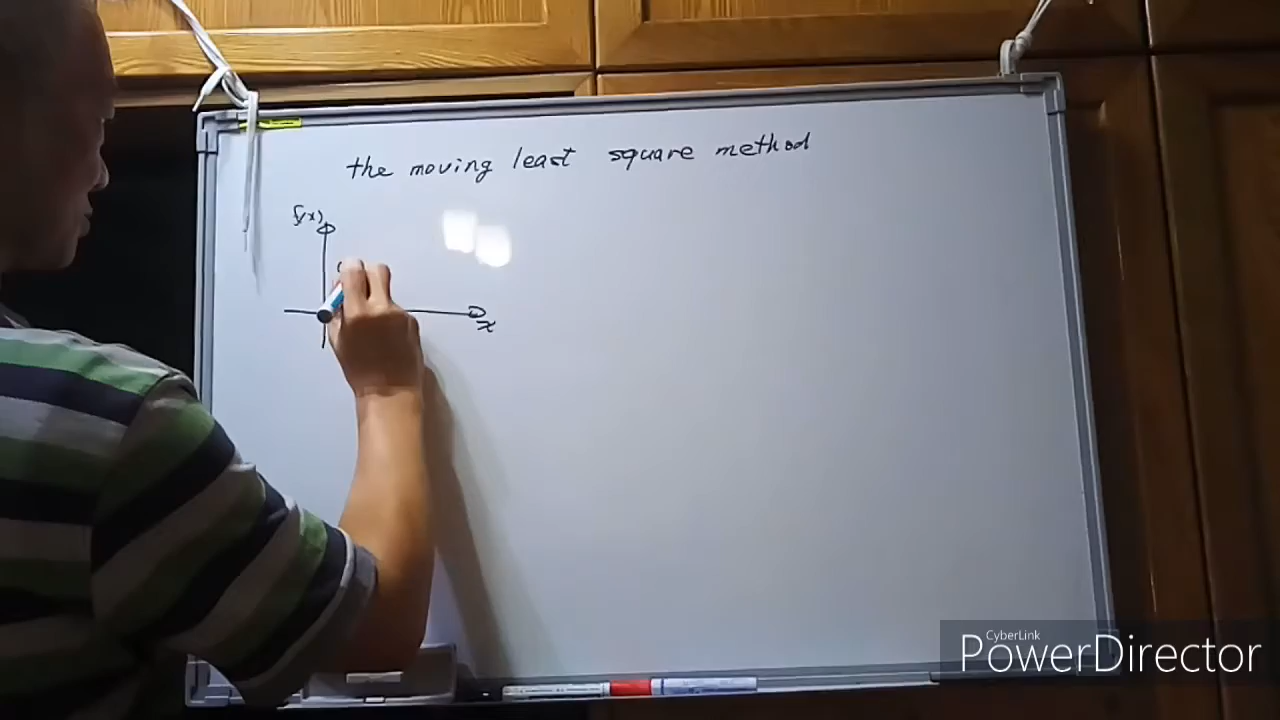 the moving least square method
f(x)
x
CyberLink
PowerDirector